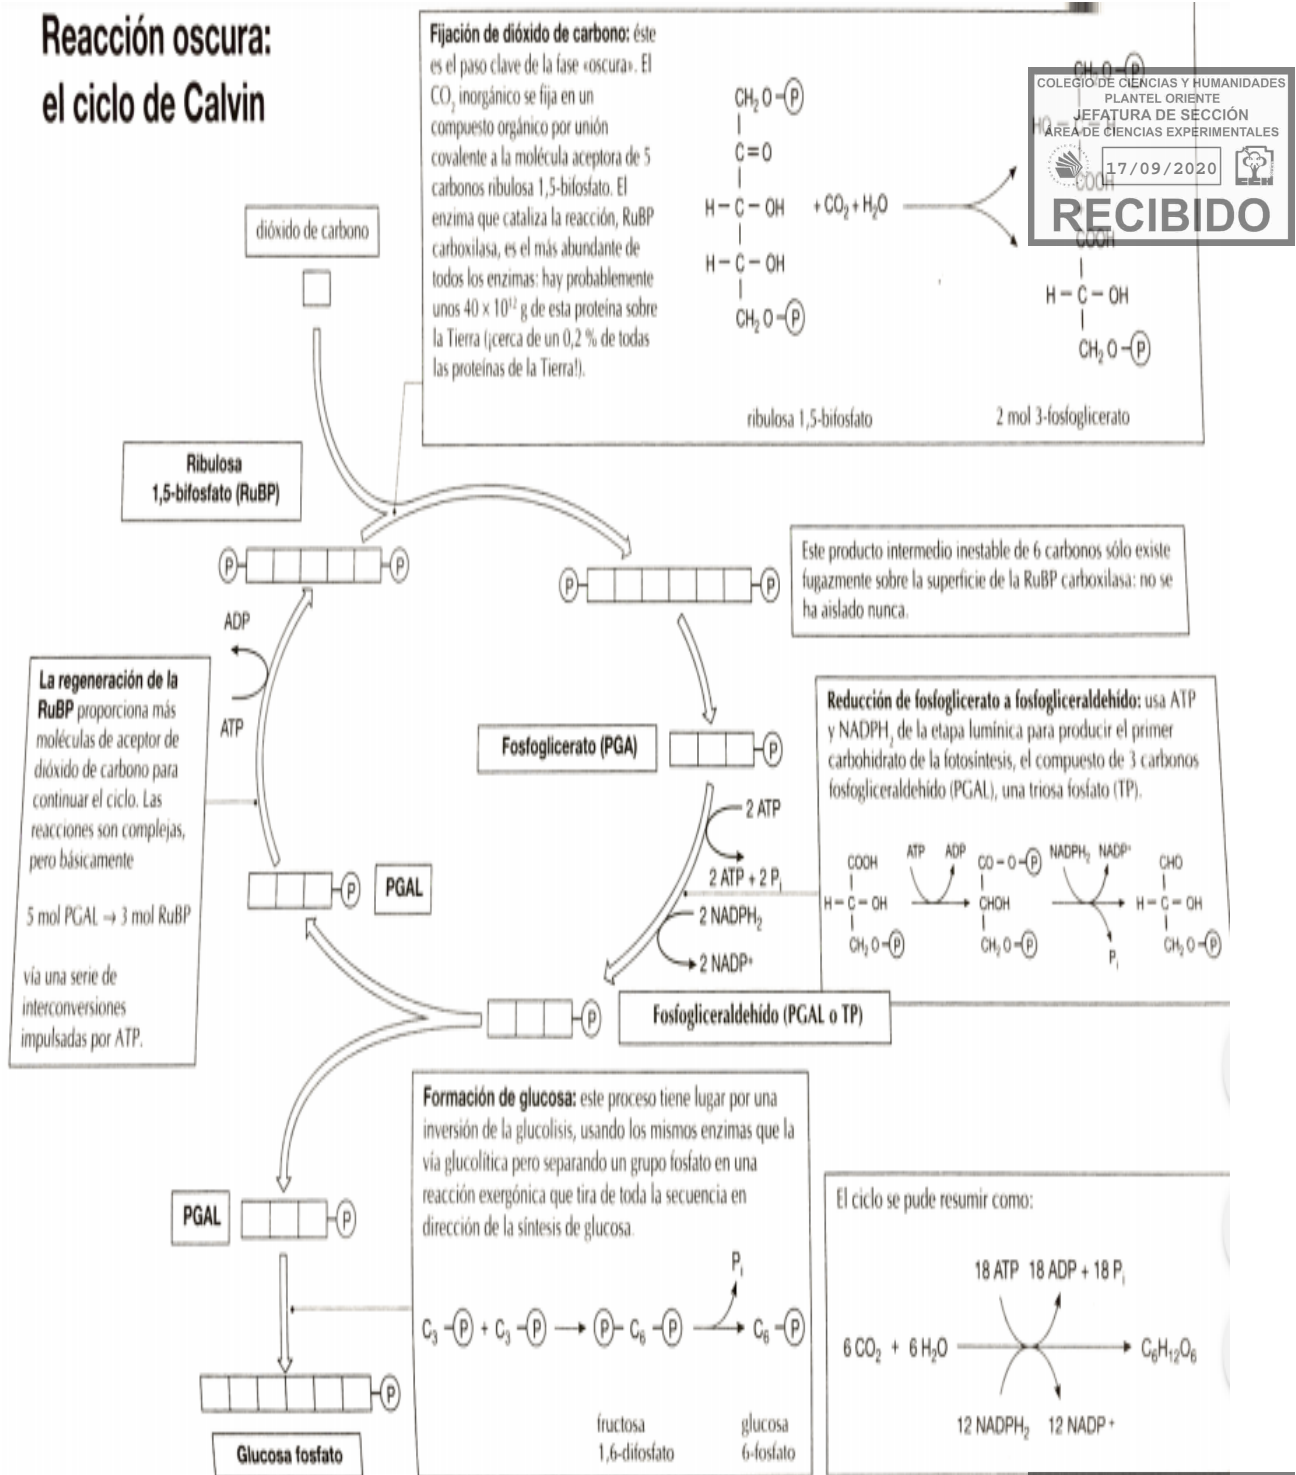 Reacción oscura:
el ciclo de Calvin
Fijación de dióxido de carbono: éste
es el paso clave de la fase «oscura». El
CO2 inorgánico se fija en un
compuesto orgánico por unión
covalente a la molécula aceptora de 5
carbonos ribulosa 1,5-bifosfato. El
enzima que cataliza la reacción, RuBP
carboxilasa, es el más abundante de
todos los enzimas: hay probablemente
unos 40 × 10¹² g de esta proteína sobre
la Tierra (¡cerca de un 0,2 % de todas
las proteínas de la Tierra!).
CH2 O–P
C=O
H – C – OH
H – C – OH
CH2 O–P
+ CO2 + H2O
CH2 O–P
HO – C – H
COOH
COOH
H – C – OH
CH2 O–P
ribulosa 1,5-bifosfato
2 mol 3-fosfoglicerato
COLEGIO DE CIENCIAS Y HUMANIDADES
PLANTEL ORIENTE
JEFATURA DE SECCIÓN
ÁREA DE CIENCIAS EXPERIMENTALES
17/09/2020
CCH
RECIBIDO
dióxido de carbono
Ribulosa
1,5-bifosfato (RuBP)
P P
P P
Este producto intermedio inestable de 6 carbonos sólo existe
fugazmente sobre la superficie de la RuBP carboxilasa: no se
ha aislado nunca.
ADP
ATP
La regeneración de la
RuBP proporciona más
moléculas de aceptor de
dióxido de carbono para
continuar el ciclo. Las
reacciones son complejas,
pero básicamente
5 mol PGAL → 3 mol RuBP
vía una serie de
interconversiones
impulsadas por ATP.
Fosfoglicerato (PGA)
P
2 ATP
2 ATP + 2 Pi
2 NADPH2
2 NADP+
Reducción de fosfoglicerato a fosfogliceraldehído: usa ATP
y NADPH2 de la etapa lumínica para producir el primer
carbohidrato de la fotosíntesis, el compuesto de 3 carbonos
fosfogliceraldehído (PGAL), una triosa fosfato (TP).
COOH
H – C – OH
CH2 O–P
ATP ADP
CO – O–P
CHOH
CH2 O–P
NADPH2 NADP+
Pi
CHO
H – C – OH
CH2 O–P
P
PGAL
P
Fosfogliceraldehído (PGAL o TP)
Formación de glucosa: este proceso tiene lugar por una
inversión de la glucolisis, usando los mismos enzimas que la
vía glucolítica pero separando un grupo fosfato en una
reacción exergónica que tira de toda la secuencia en
dirección de la síntesis de glucosa.
Pi
C3 –P + C3 –P → P– C6 –P → C6 –P
fructosa
1,6-difosfato
glucosa
6-fosfato
PGAL
P
P
Glucosa fosfato
El ciclo se pude resumir como:
18 ATP 18 ADP + 18 Pi
6 CO2 + 6 H2O → C6H12O6
12 NADPH2 12 NADP +